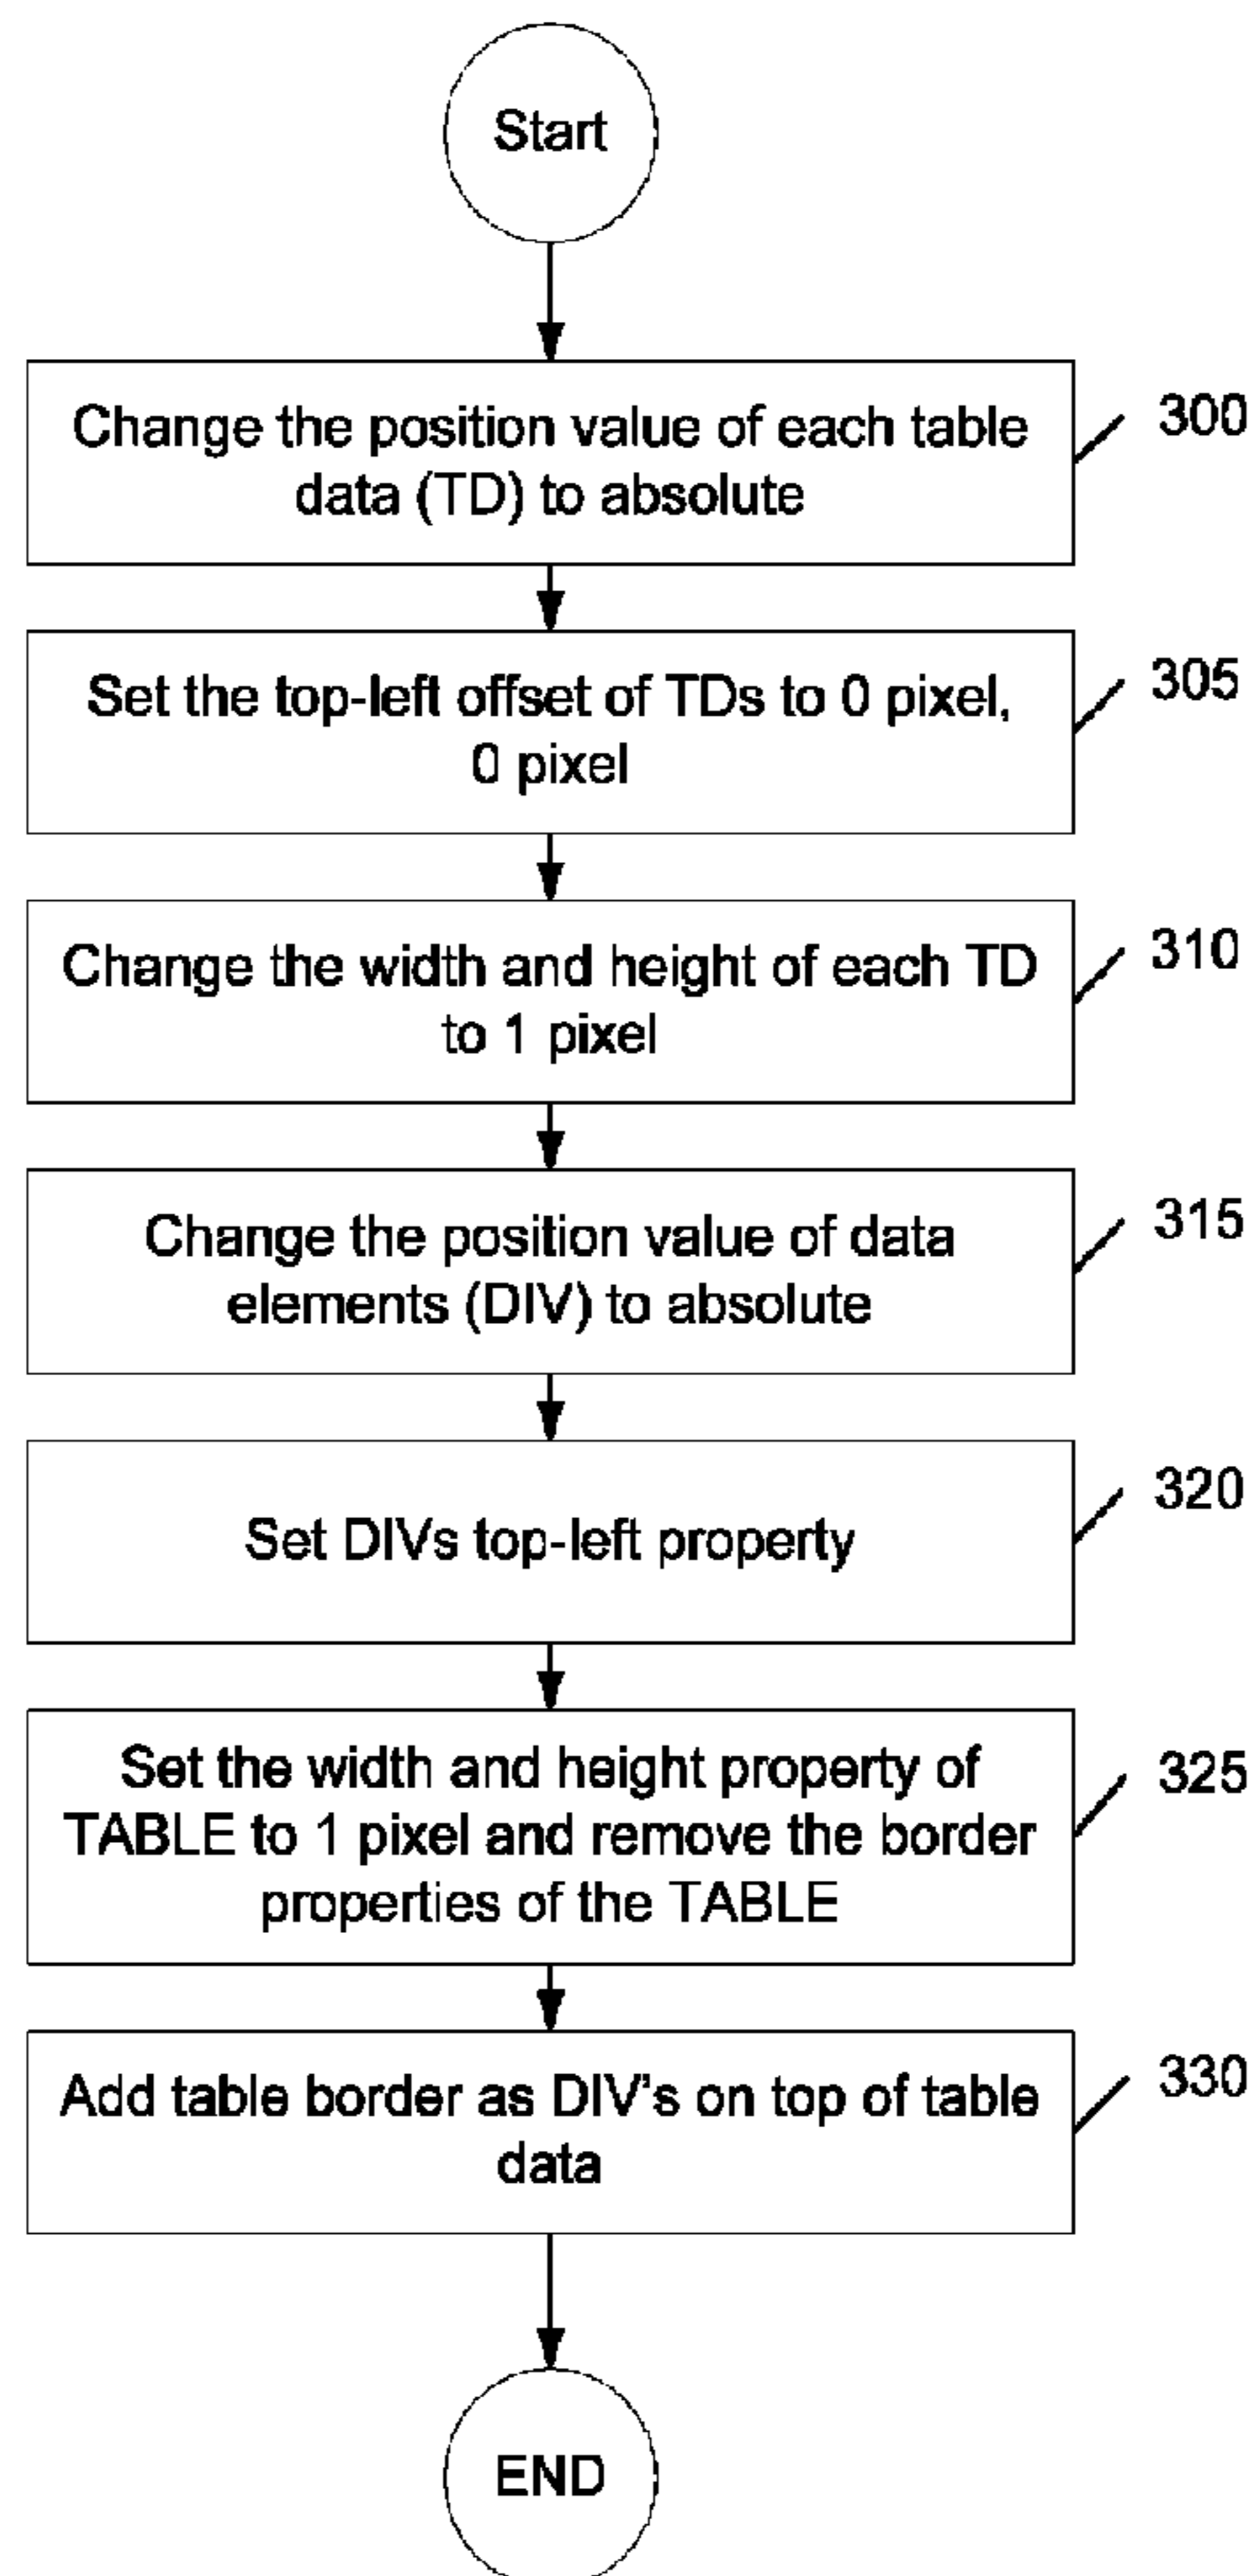 Start
Change the position value of each table
data (TD) to absolute
300
Set the top-left offset of TDs to 0 pixel,
0 pixel
305
Change the width and height of each TD
to 1 pixel
310
Change the position value of data
elements (DIV) to absolute
315
Set DIVs top-left property
320
Set the width and height property of
TABLE to 1 pixel and remove the border
properties of the TABLE
325
Add table border as DIV's on top of table
data
330
END